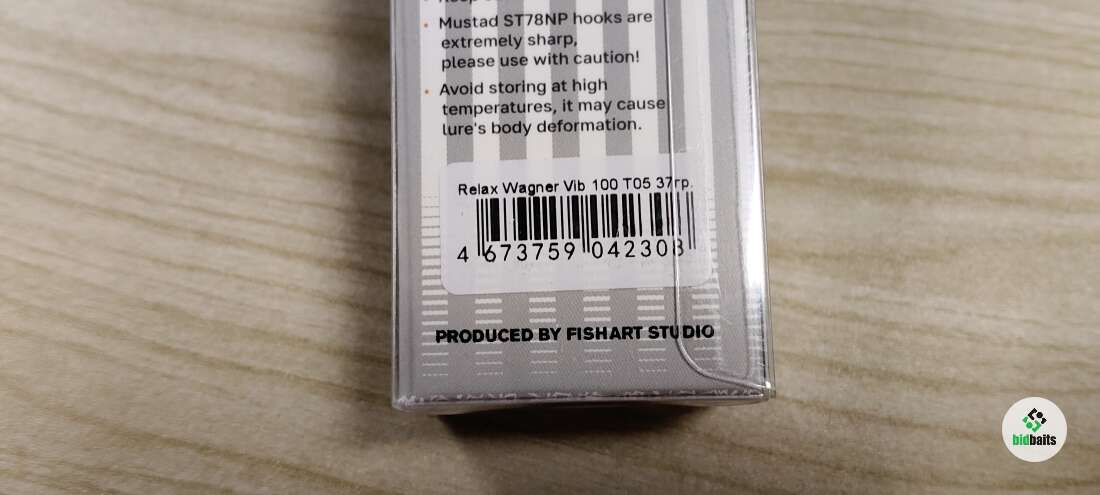 Mustad ST78NP hooks are
extremely sharp,
please use with caution!
Avoid storing at high
temperatures, it may cause
lure's body deformation.
Relax Wagner Vib 100 T05 37гр.
4 673759 042308
PRODUCED BY FISHART STUDIO
bidbaits